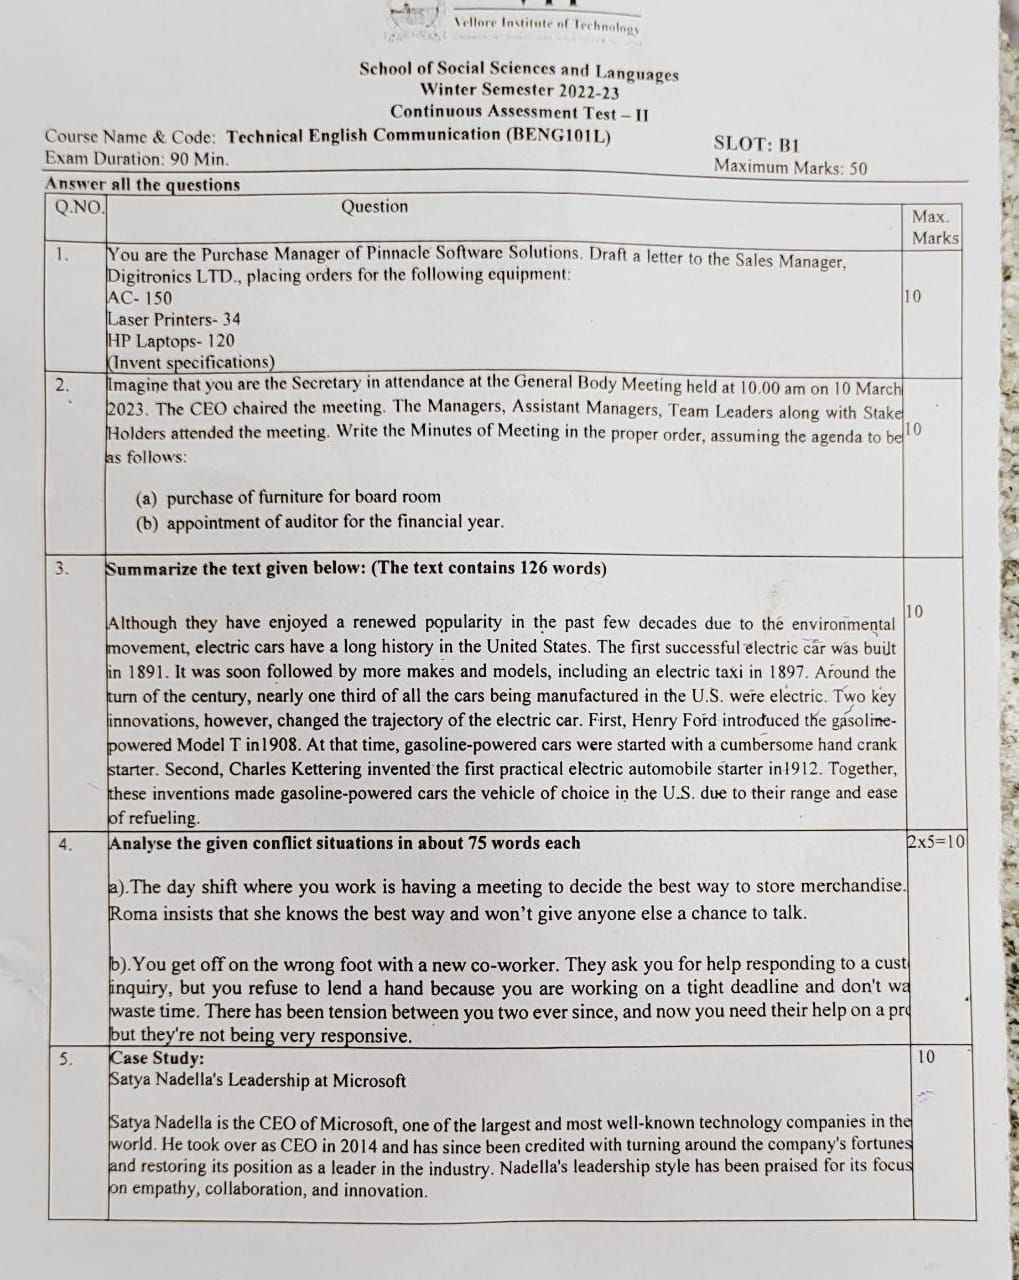 Vellore Institute of Technology
School of Social Sciences and Languages
Winter Semester 2022-23
Continuous Assessment Test – II
Course Name & Code: Technical English Communication (BENG101L)
SLOT: B1
Exam Duration: 90 Min.
Maximum Marks: 50
Answer all the questions
Q.NO. Question Max. Marks
1. You are the Purchase Manager of Pinnacle Software Solutions. Draft a letter to the Sales Manager,
Digitronics LTD., placing orders for the following equipment:
AC- 150 10
Laser Printers- 34
HP Laptops- 120
(Invent specifications)
2. Imagine that you are the Secretary in attendance at the General Body Meeting held at 10.00 am on 10 March
2023. The CEO chaired the meeting. The Managers, Assistant Managers, Team Leaders along with Stake
Holders attended the meeting. Write the Minutes of Meeting in the proper order, assuming the agenda to be 10
as follows:
(a) purchase of furniture for board room
(b) appointment of auditor for the financial year.
3. Summarize the text given below: (The text contains 126 words)
10
Although they have enjoyed a renewed popularity in the past few decades due to the environmental
movement, electric cars have a long history in the United States. The first successful electric car was built
in 1891. It was soon followed by more makes and models, including an electric taxi in 1897. Around the
turn of the century, nearly one third of all the cars being manufactured in the U.S. were electric. Two key
innovations, however, changed the trajectory of the electric car. First, Henry Ford introduced the gasoline-
powered Model T in1908. At that time, gasoline-powered cars were started with a cumbersome hand crank
starter. Second, Charles Kettering invented the first practical electric automobile starter in1912. Together,
these inventions made gasoline-powered cars the vehicle of choice in the U.S. due to their range and ease
of refueling.
4. Analyse the given conflict situations in about 75 words each 2x5=10
a).The day shift where you work is having a meeting to decide the best way to store merchandise.
Roma insists that she knows the best way and won't give anyone else a chance to talk.
b).You get off on the wrong foot with a new co-worker. They ask you for help responding to a cust
inquiry, but you refuse to lend a hand because you are working on a tight deadline and don't wa
waste time. There has been tension between you two ever since, and now you need their help on a pro
but they're not being very responsive.
5. Case Study: 10
Satya Nadella's Leadership at Microsoft
Satya Nadella is the CEO of Microsoft, one of the largest and most well-known technology companies in the
world. He took over as CEO in 2014 and has since been credited with turning around the company's fortunes
and restoring its position as a leader in the industry. Nadella's leadership style has been praised for its focus
on empathy, collaboration, and innovation.